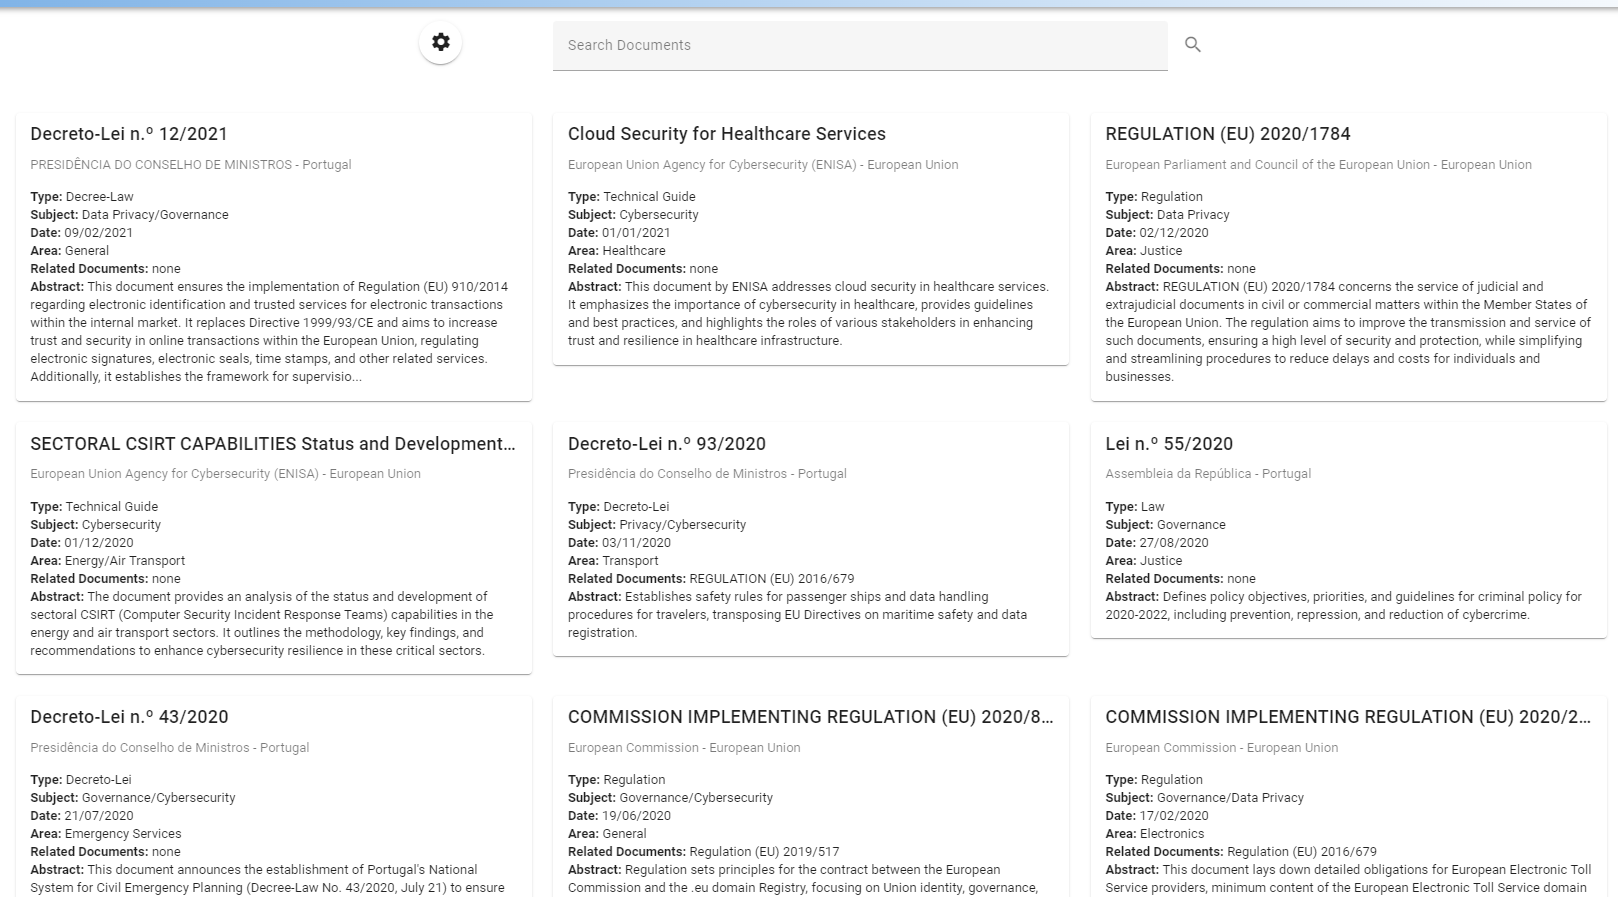 Search Documents
Decreto-Lei n.º 12/2021
PRESIDÊNCIA DO CONSELHO DE MINISTROS - Portugal
Type: Decree-Law
Subject: Data Privacy/Governance
Date: 09/02/2021
Area: General
Related Documents: none
Abstract: This document ensures the implementation of Regulation (EU) 910/2014
regarding electronic identification and trusted services for electronic transactions
within the internal market. It replaces Directive 1999/93/CE and aims to increase
trust and security in online transactions within the European Union, regulating
electronic signatures, electronic seals, time stamps, and other related services.
Additionally, it establishes the framework for supervisio...
Cloud Security for Healthcare Services
European Union Agency for Cybersecurity (ENISA) - European Union
Type: Technical Guide
Subject: Cybersecurity
Date: 01/01/2021
Area: Healthcare
Related Documents: none
Abstract: This document by ENISA addresses cloud security in healthcare services.
It emphasizes the importance of cybersecurity in healthcare, provides guidelines
and best practices, and highlights the roles of various stakeholders in enhancing
trust and resilience in healthcare infrastructure.
REGULATION (EU) 2020/1784
European Parliament and Council of the European Union - European Union
Type: Regulation
Subject: Data Privacy
Date: 02/12/2020
Area: Justice
Related Documents: none
Abstract: REGULATION (EU) 2020/1784 concerns the service of judicial and
extrajudicial documents in civil or commercial matters within the Member States of
the European Union. The regulation aims to improve the transmission and service of
such documents, ensuring a high level of security and protection, while simplifying
and streamlining procedures to reduce delays and costs for individuals and
businesses.
SECTORAL CSIRT CAPABILITIES Status and Development...
European Union Agency for Cybersecurity (ENISA) - European Union
Type: Technical Guide
Subject: Cybersecurity
Date: 01/12/2020
Area: Energy/Air Transport
Related Documents: none
Abstract: The document provides an analysis of the status and development of
sectoral CSIRT (Computer Security Incident Response Teams) capabilities in the
energy and air transport sectors. It outlines the methodology, key findings, and
recommendations to enhance cybersecurity resilience in these critical sectors.
Decreto-Lei n.º 93/2020
Presidência do Conselho de Ministros - Portugal
Type: Decreto-Lei
Subject: Privacy/Cybersecurity
Date: 03/11/2020
Area: Transport
Related Documents: REGULATION (EU) 2016/679
Abstract: Establishes safety rules for passenger ships and data handling
procedures for travelers, transposing EU Directives on maritime safety and data
registration.
Lei n.º 55/2020
Assembleia da República - Portugal
Type: Law
Subject: Governance
Date: 27/08/2020
Area: Justice
Related Documents: none
Abstract: Defines policy objectives, priorities, and guidelines for criminal policy for
2020-2022, including prevention, repression, and reduction of cybercrime.
Decreto-Lei n.º 43/2020
Presidência do Conselho de Ministros - Portugal
Type: Decreto-Lei
Subject: Governance/Cybersecurity
Date: 21/07/2020
Area: Emergency Services
Related Documents: none
Abstract: This document announces the establishment of Portugal's National
System for Civil Emergency Planning (Decree-Law No. 43/2020, July 21) to ensure
COMMISSION IMPLEMENTING REGULATION (EU) 2020/8...
European Commission - European Union
Type: Regulation
Subject: Governance/Cybersecurity
Date: 19/06/2020
Area: General
Related Documents: Regulation (EU) 2019/517
Abstract: Regulation sets principles for the contract between the European
Commission and the .eu domain Registry, focusing on Union identity, governance,
COMMISSION IMPLEMENTING REGULATION (EU) 2020/2...
European Commission - European Union
Type: Regulation
Subject: Governance/Data Privacy
Date: 17/02/2020
Area: Electronics
Related Documents: Regulation (EU) 2016/679
Abstract: This document lays down detailed obligations for European Electronic Toll
Service providers, minimum content of the European Electronic Toll Service domain